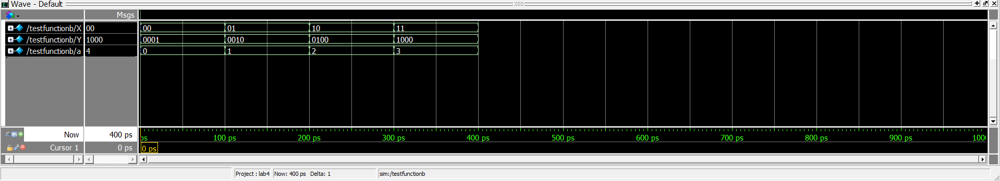 Wave - Default
Msgs
/testfunctionb/X 00 00 01 10 11
/testfunctionb/Y 1000 0001 0010 0100 1000
/testfunctionb/a 4 0 1 2 3
Now 400 ps ps 100 ps 200 ps 300 ps 400 ps 500 ps 600 ps 700 ps 800 ps 900 ps 1000
Cursor 1 0 ps 0 ps
Project : lab4 Now: 400 ps Delta: 1 sim:/testfunctionb